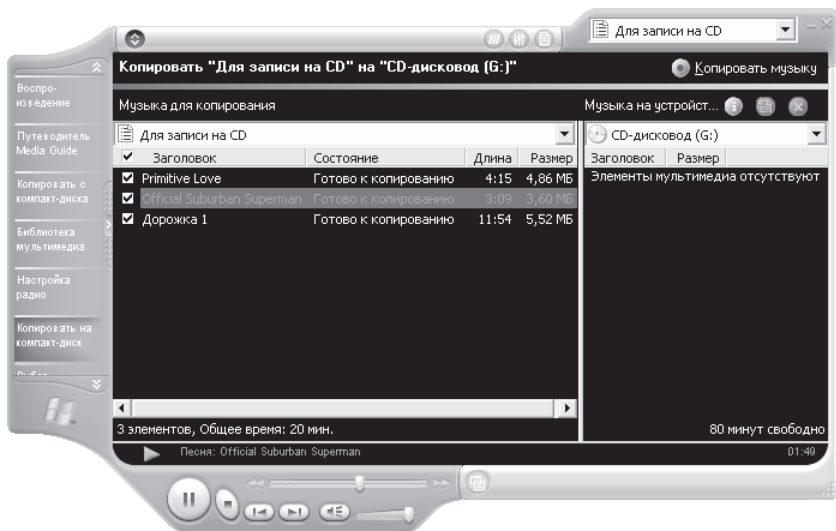 Для записи на CD
Копировать "Для записи на CD" на "CD-дисковод (G:)"
Копировать музыку
Воспро-
изведение
Путеводитель
Media Guide
Копировать с
компакт-диска
Библиотека
мультимедиа
Настройка
радио
Копировать на
компакт-диск
Музыка для копирования
Для записи на CD
Заголовок Состояние Длина Размер
Primitive Love Готово к копированию 4:15 4,86 МБ
Official Suburban Superman Готово к копированию 3:09 3,60 МБ
Дорожка 1 Готово к копированию 11:54 5,52 МБ
3 элементов, Общее время: 20 мин.
Музыка на устройст...
CD-дисковод (G:)
Заголовок Размер
Элементы мультимедиа отсутствуют
80 минут свободно
Песня: Official Suburban Superman 01:49